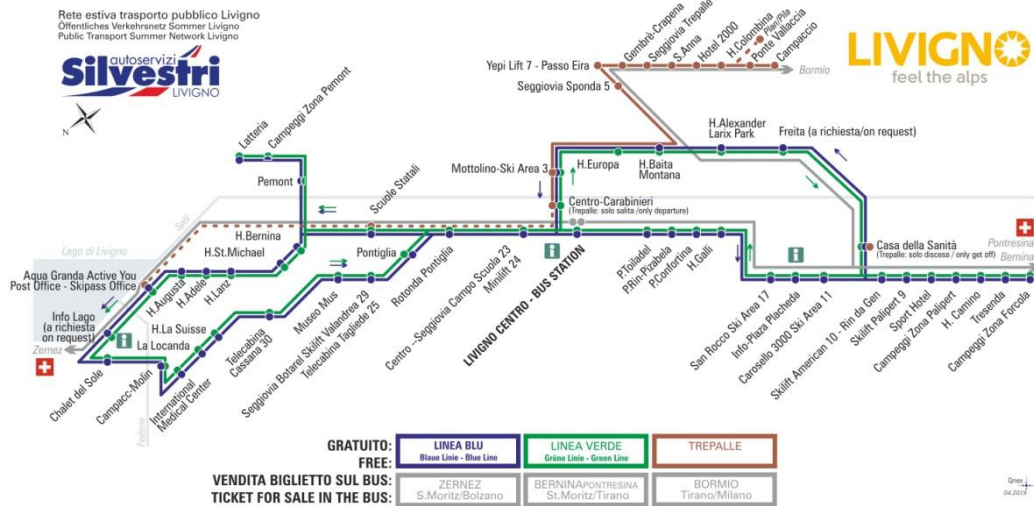 Rete estiva trasporto pubblico Livigno
Öffentliches Verkehrsnetz Sommer Livigno
Public Transport Summer Network Livigno
autoservizi
Silvestri
LIVIGNO
N
LIVIGNO
feel the alps
Gembrè-Crapena
Seggiovia Trepalle
S.Anna
Hotel 2000
H.Colombina
Plan/Pila
Ponte Vallaccia
Campaccio
Yepi Lift 7 - Passo Eira
Bormio
Seggiovia Sponda 5
Latteria
Campeggi Zona Pemont
Pemont
Scuole Statali
Mottolino-Ski Area 3
H.Europa
H.Baita
Montana
H.Alexander
Larix Park
Freita (a richiesta/on request)
Centro-Carabinieri
(Trepalle: solo salita /only departure)
Spöl
Lago di Livigno
H.Bernina
H.St.Michael
Pontiglia
Casa della Sanità
(Trepalle: solo discesa / only get off)
Pontresina
Bernina
Aqua Granda Active You
Post Office - Skipass Office
H.Augusta
H.Adele
H.Lanz
Info Lago
(a richiesta
on request)
Zernez
H.La Suisse
La Locanda
Chalet del Sole
Campacc-Molin
Federia
International
Medical Center
Telecabina
Cassana 30
Museo Mus
Seggiovia Botarel Skilift Valandrea 29
Telecabina Tagliede 25
Rotonda Pontiglia
Centro -Seggiovia Campo Scuola 23
Minilift 24
LIVIGNO CENTRO - BUS STATION
P.Toiladel
P.Rin-Pizabela
P.Confortina
H.Galli
San Rocco Ski Area 17
Info-Plaza Placheda
Carosello 3000 Ski Area 11
Skilift American 10 - Rin da Gen
Skilift Palipert 9
Sport Hotel
Campeggi Zona Palipert
H. Camino
Tresenda
Campeggi Zona Forcola
GRATUITO:
FREE:
LINEA BLU
Blaue Linie - Blue Line
LINEA VERDE
Grüne Linie - Green Line
TREPALLE
VENDITA BIGLIETTO SUL BUS:
TICKET FOR SALE IN THE BUS:
ZERNEZ
S.Moritz/Bolzano
BERNINAPONTRESINA
St.Moritz/Tirano
BORMIO
Tirano/Milano
Qnex
04.2019